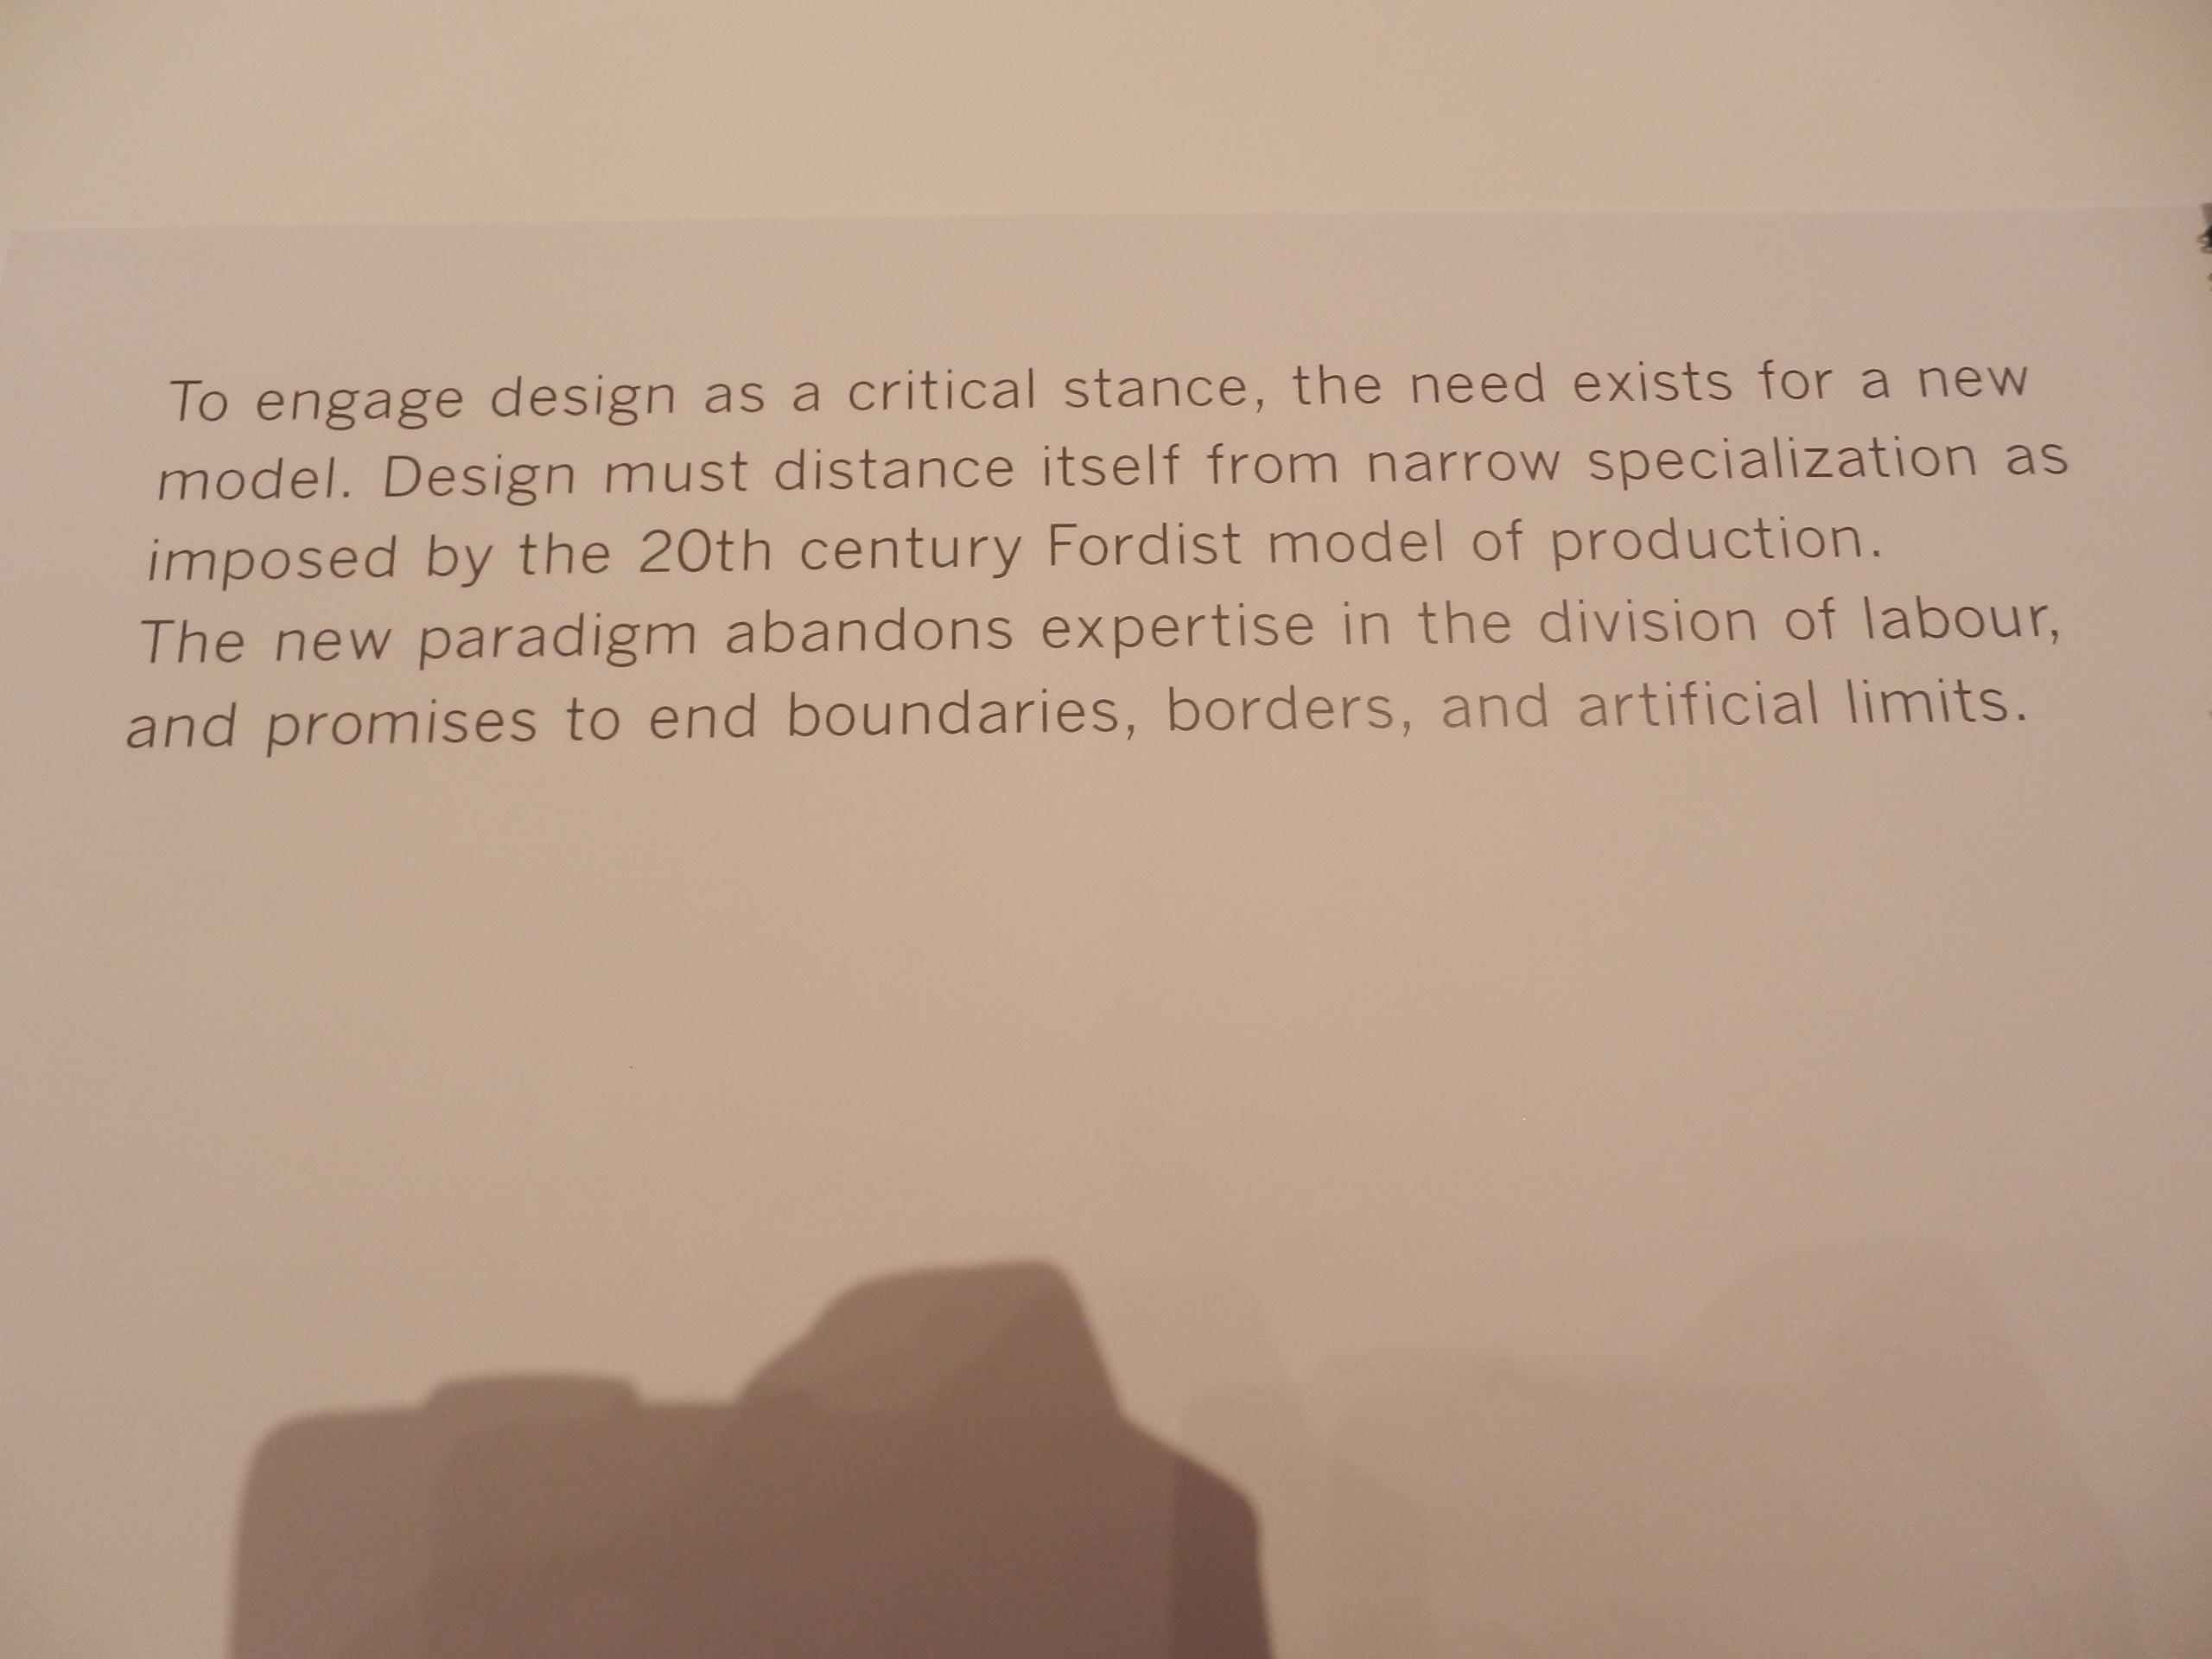 To engage design as a critical stance, the need exists for a new
model. Design must distance itself from narrow specialization as
imposed by the 20th century Fordist model of production.
The new paradigm abandons expertise in the division of labour,
and promises to end boundaries, borders, and artificial limits.